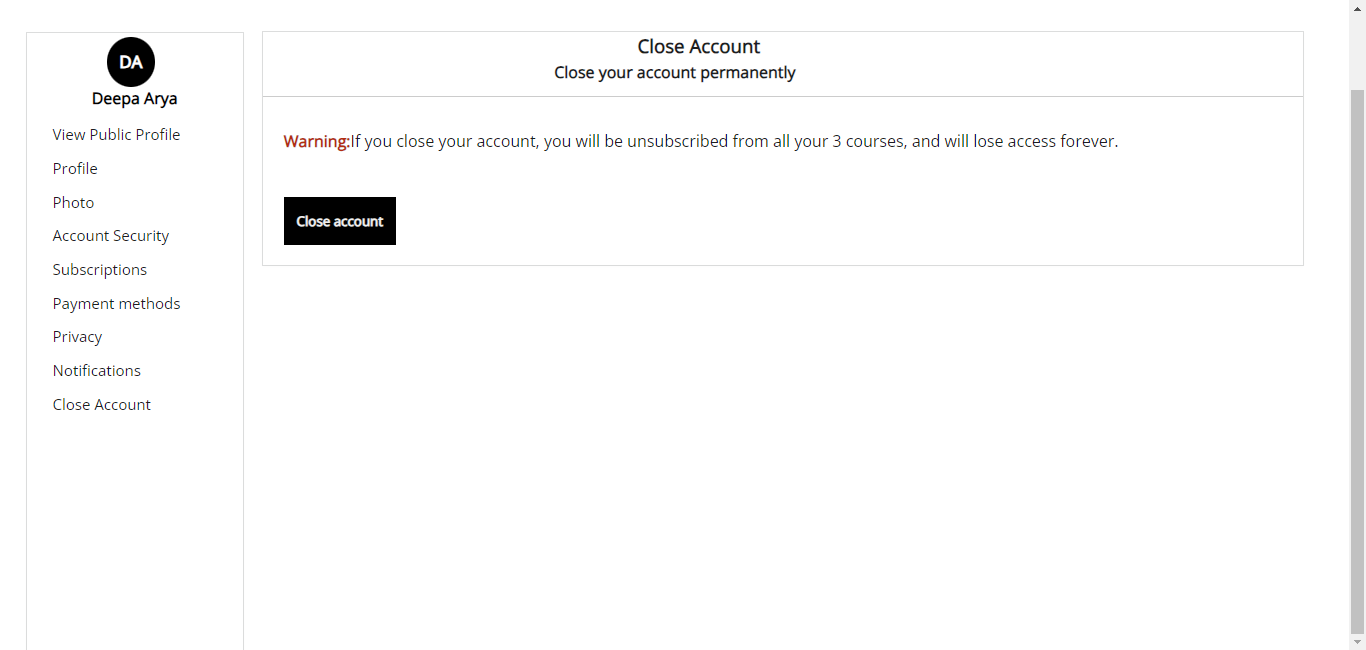 DA
Deepa Arya
View Public Profile
Profile
Photo
Account Security
Subscriptions
Payment methods
Privacy
Notifications
Close Account
Close Account
Close your account permanently
Warning:If you close your account, you will be unsubscribed from all your 3 courses, and will lose access forever.
Close account